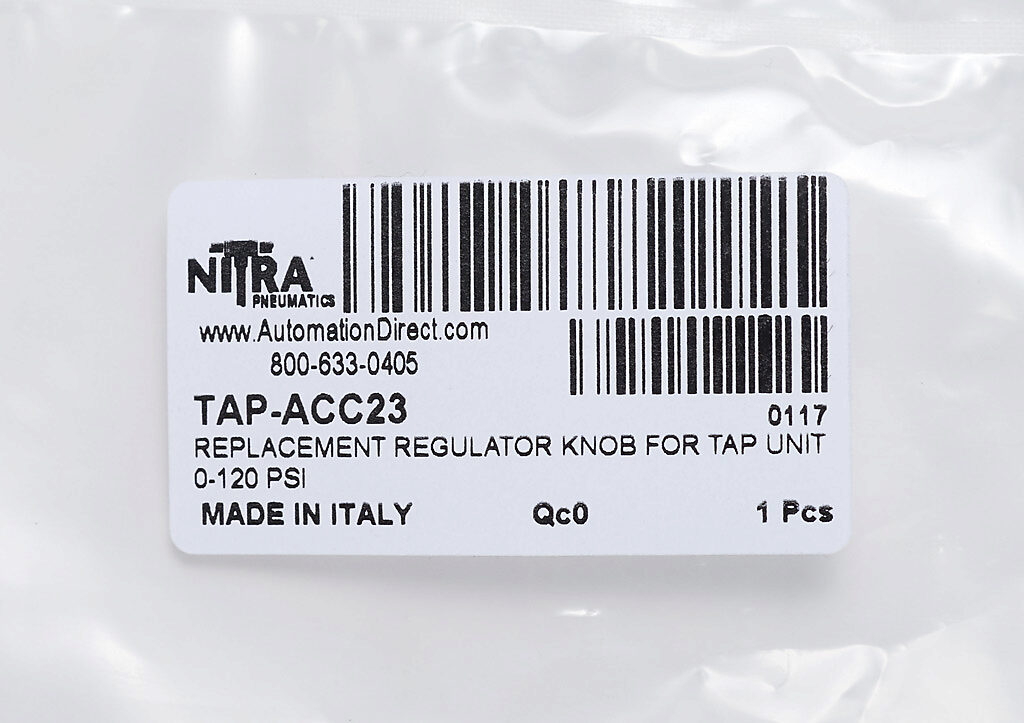 NITRA
PNEUMATICS
www.AutomationDirect.com
800-633-0405
TAP-ACC23
0117
REPLACEMENT REGULATOR KNOB FOR TAP UNIT
0-120 PSI
MADE IN ITALY Qc0 1 Pcs